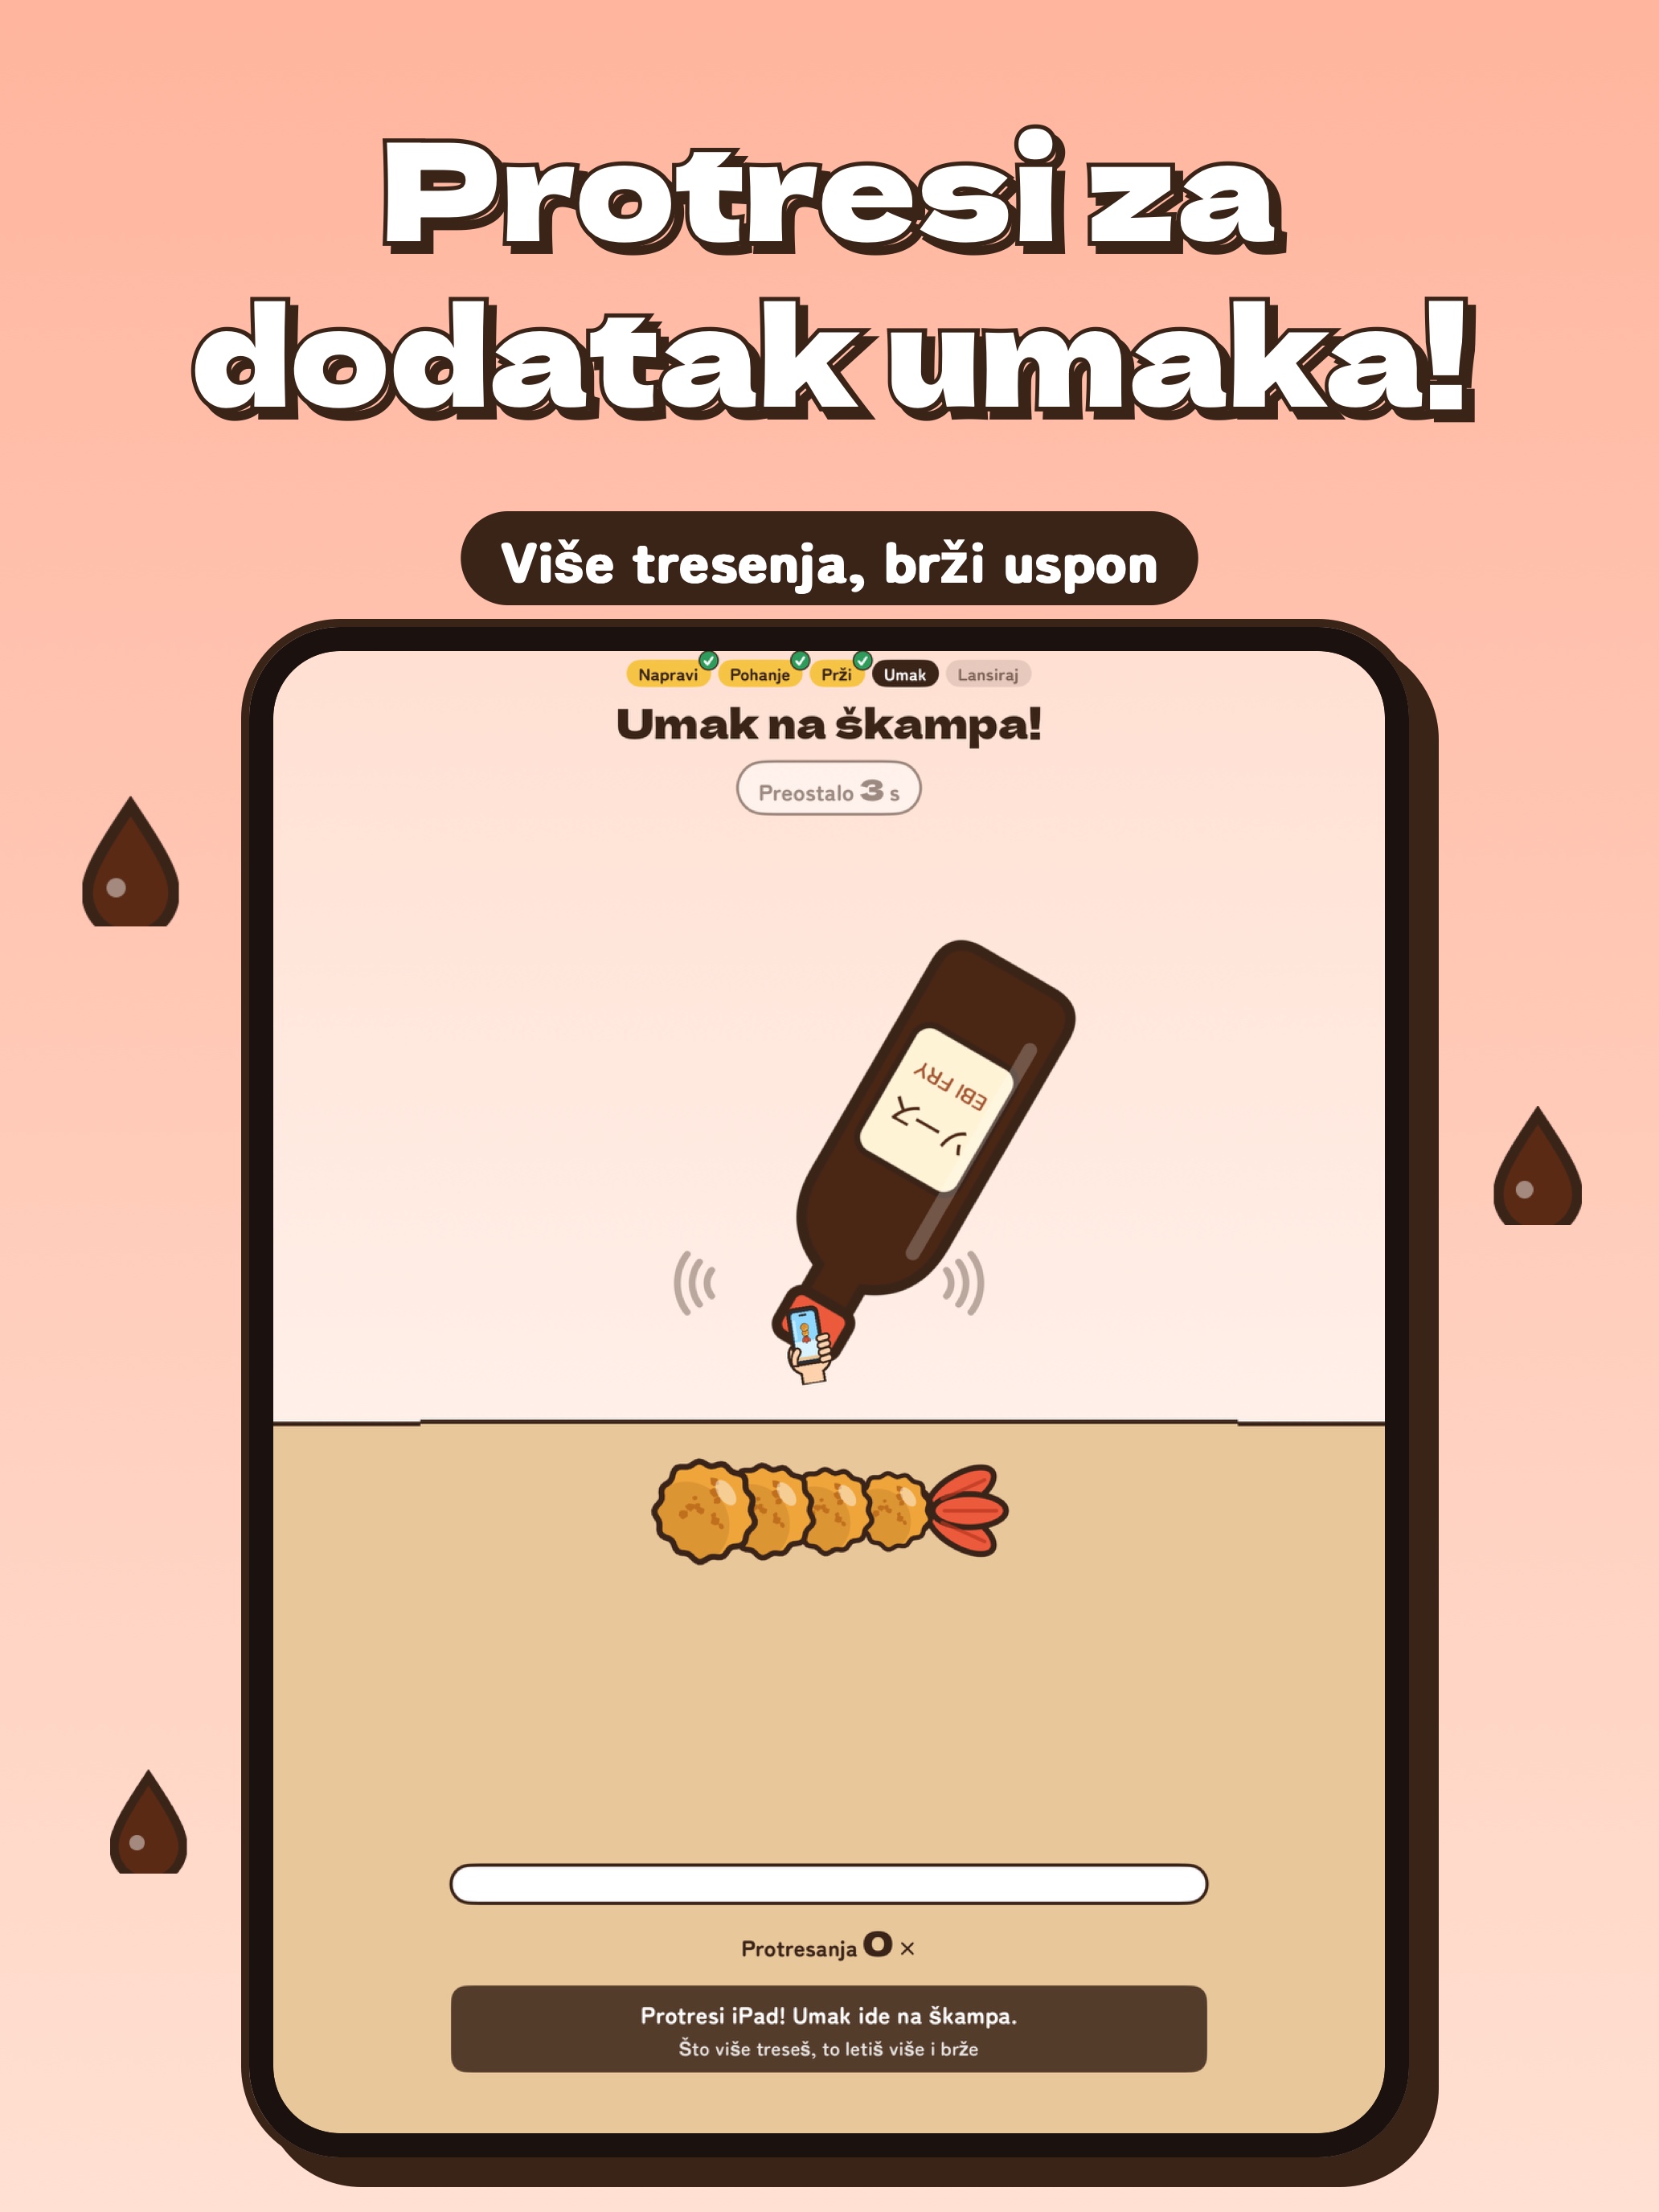 Protresi za
dodatak umaka!
Više tresenja, brži uspon
Napravi Pohanje Prži Umak Lansiraj
Umak na škampa!
Preostalo 3 s
ソース
EBI FRY
Protresanja 0 ×
Protresi iPad! Umak ide na škampa.
Što više treseš, to letiš više i brže